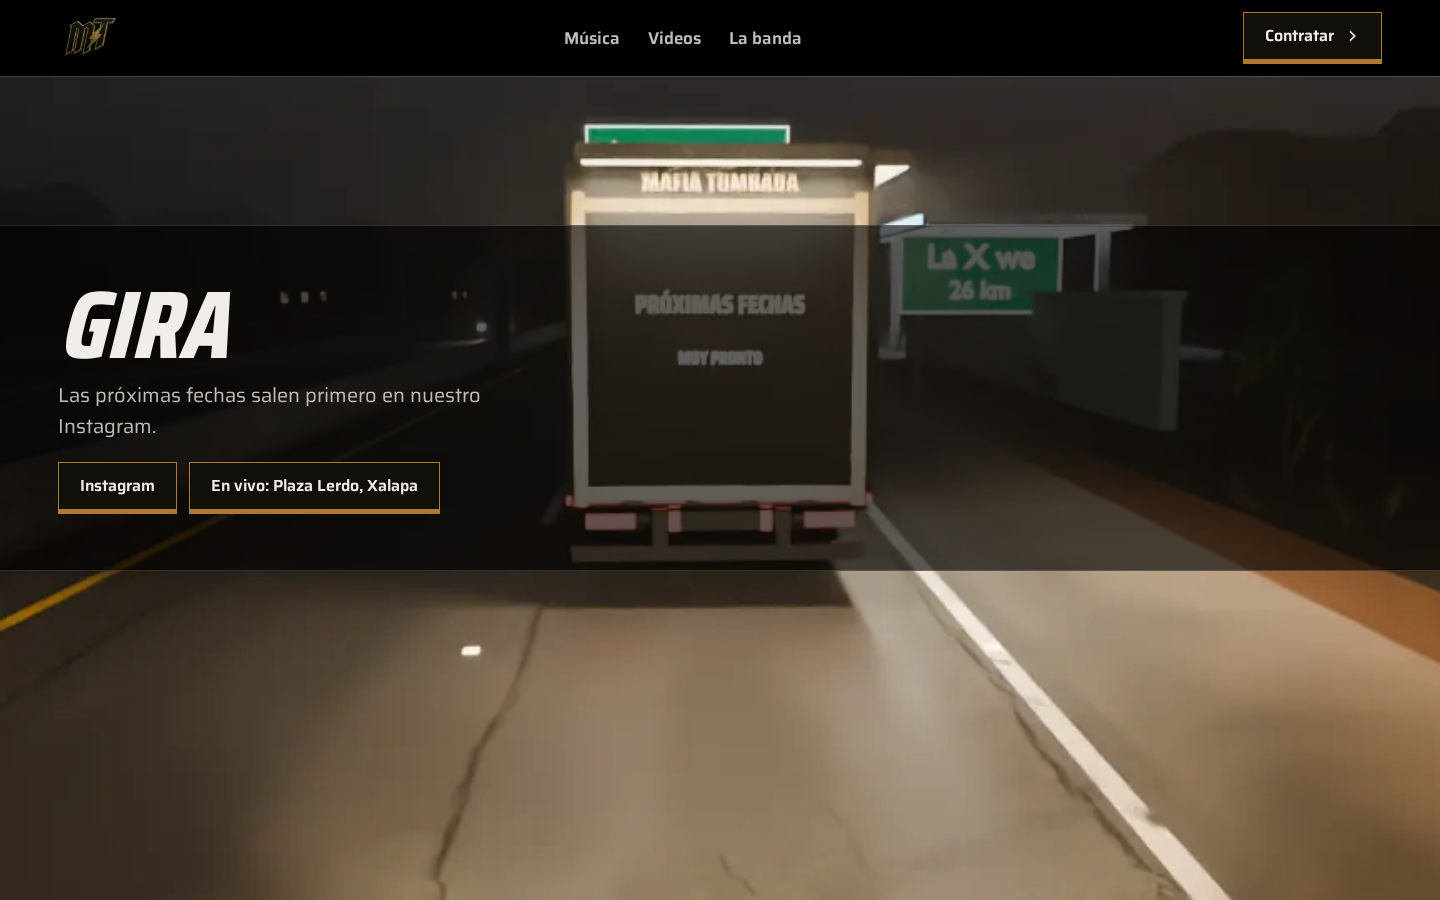 MT
Música
Videos
La banda
Contratar
MAFIA TUMBADA
La X we
26 km
PRÓXIMAS FECHAS
MUY PRONTO
GIRA
Las próximas fechas salen primero en nuestro
Instagram.
Instagram
En vivo: Plaza Lerdo, Xalapa